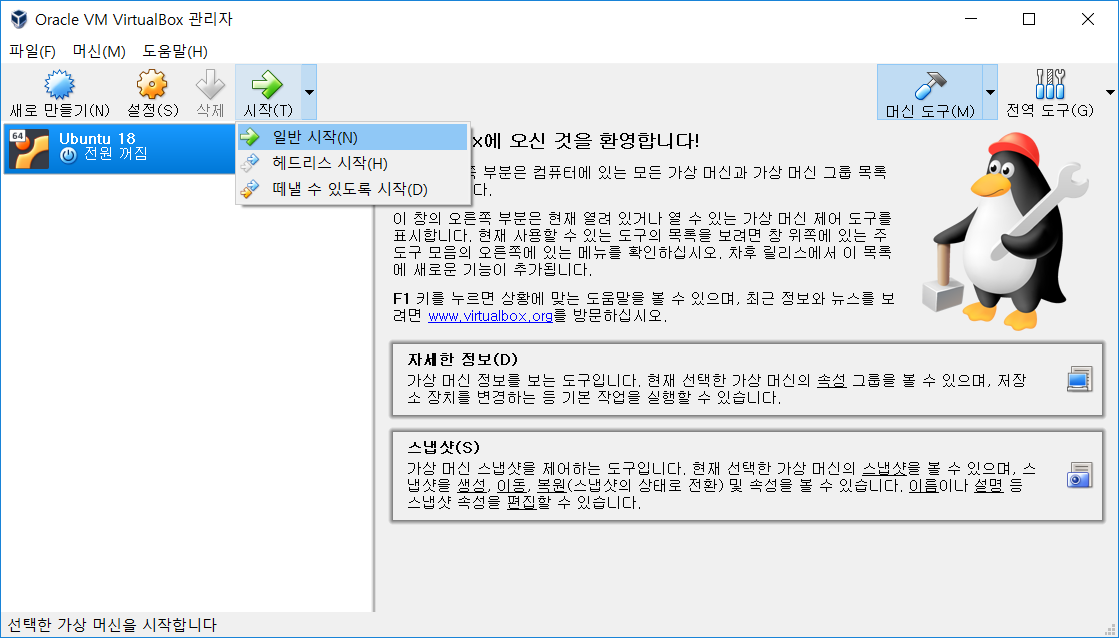 Oracle VM VirtualBox 관리자
파일(F) 머신(M) 도움말(H)
새로 만들기(N) 설정(S) 삭제 시작(T) 머신 도구(M) 전역 도구(G)
64
Ubuntu 18
전원 꺼짐
일반 시작(N)
헤드리스 시작(H)
떼낼 수 있도록 시작(D)
x에 오신 것을 환영합니다!
부분은 컴퓨터에 있는 모든 가상 머신과 가상 머신 그룹 목록
다.
이 창의 오른쪽 부분은 현재 열려 있거나 열 수 있는 가상 머신 제어 도구를
표시합니다. 현재 사용할 수 있는 도구의 목록을 보려면 창 위쪽에 있는 주
도구 모음의 오른쪽에 있는 메뉴를 확인하십시오. 차후 릴리스에서 이 목록
에 새로운 기능이 추가됩니다.
F1 키를 누르면 상황에 맞는 도움말을 볼 수 있으며, 최근 정보와 뉴스를 보
려면 www.virtualbox.org를 방문하십시오.
자세한 정보(D)
가상 머신 정보를 보는 도구입니다. 현재 선택한 가상 머신의 속성 그룹을 볼 수 있으며, 저장
소 장치를 변경하는 등 기본 작업을 실행할 수 있습니다.
스냅샷(S)
가상 머신 스냅샷을 제어하는 도구입니다. 현재 선택한 가상 머신의 스냅샷을 볼 수 있으며, 스
냅샷을 생성, 이동, 복원(스냅샷의 상태로 전환) 및 속성을 볼 수 있습니다. 이름이나 설명 등
스냅샷 속성을 편집할 수 있습니다.
선택한 가상 머신을 시작합니다